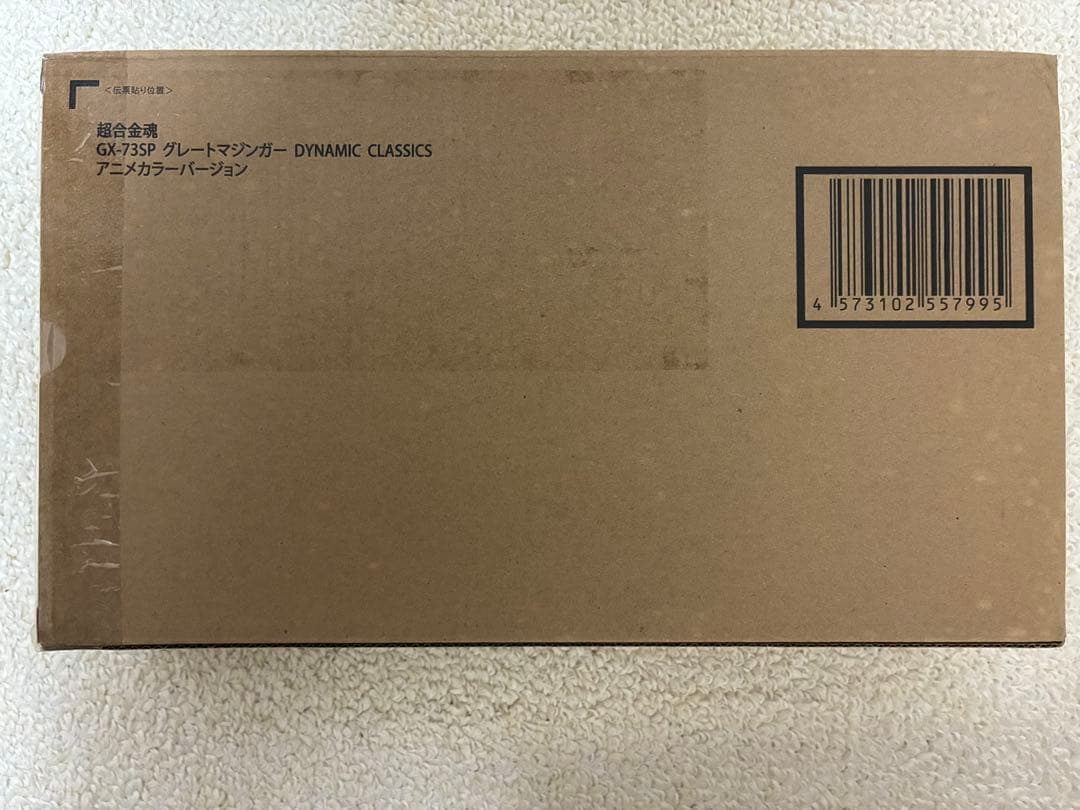 <伝票貼り位置>
超合金魂
GX-73SP グレートマジンガー DYNAMIC CLASSICS
アニメカラーバージョン
4 573102 557995